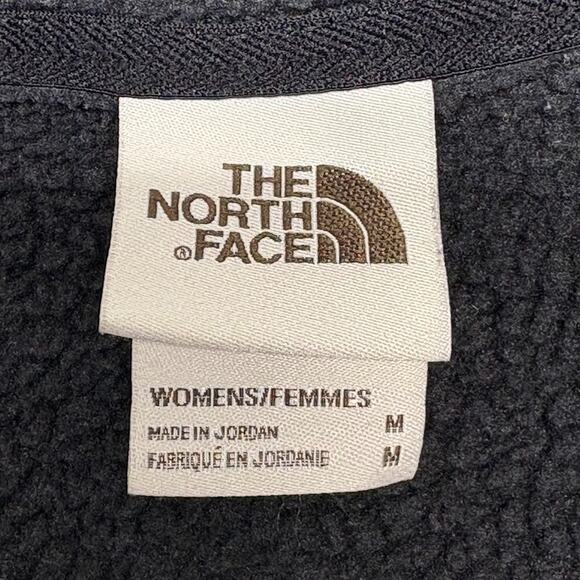 THE
NORTH
®FACE
WOMENS/FEMMES
MADE IN JORDAN M
FABRIQUÉ EN JORDANIE M